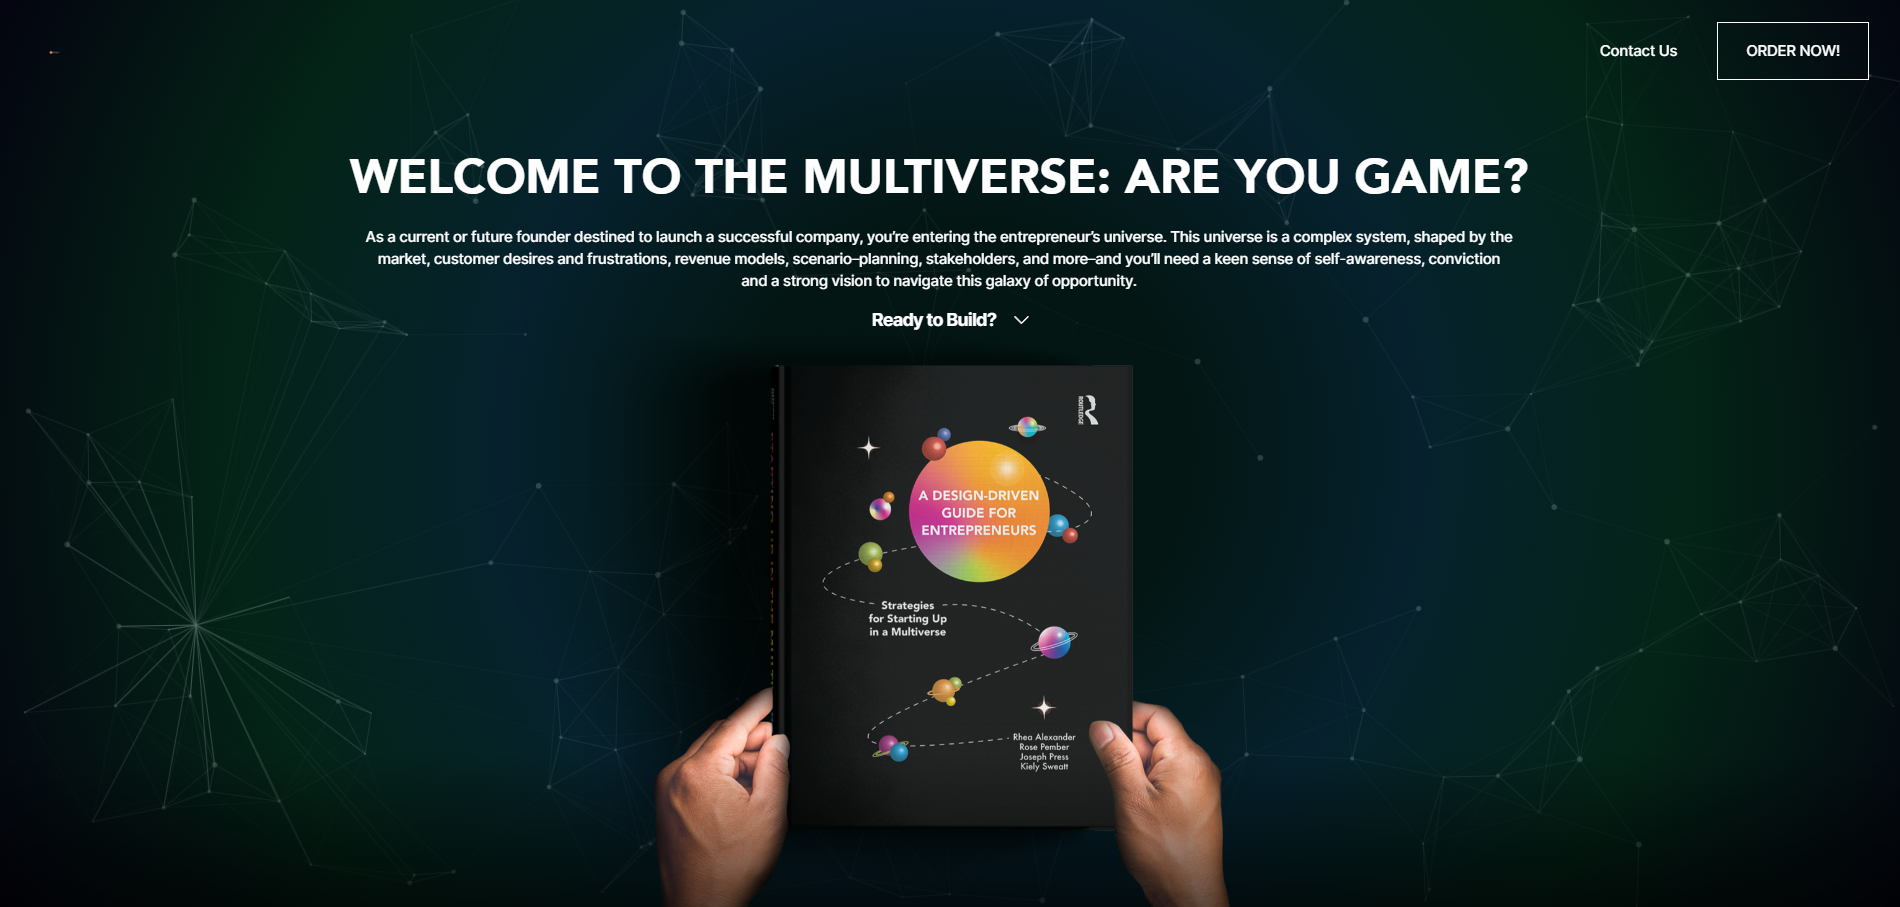 Contact Us
ORDER NOW!
WELCOME TO THE MULTIVERSE: ARE YOU GAME?
As a current or future founder destined to launch a successful company, you're entering the entrepreneur's universe. This universe is a complex system, shaped by the
market, customer desires and frustrations, revenue models, scenario–planning, stakeholders, and more–and you'll need a keen sense of self-awareness, conviction
and a strong vision to navigate this galaxy of opportunity.
Ready to Build?
ROUTLEDGE
A DESIGN-DRIVEN
GUIDE FOR
ENTREPRENEURS
Strategies
for Starting Up
in a Multiverse
Rhea Alexander
Rose Pember
Joseph Press
Kiely Sweatt